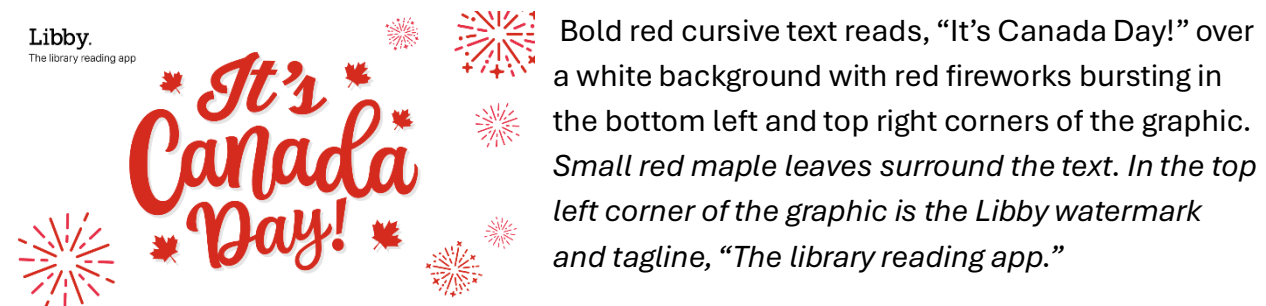 Libby.
The library reading app
It's
Canada
Day!
Bold red cursive text reads, “It’s Canada Day!” over
a white background with red fireworks bursting in
the bottom left and top right corners of the graphic.
Small red maple leaves surround the text. In the top
left corner of the graphic is the Libby watermark
and tagline, “The library reading app.”